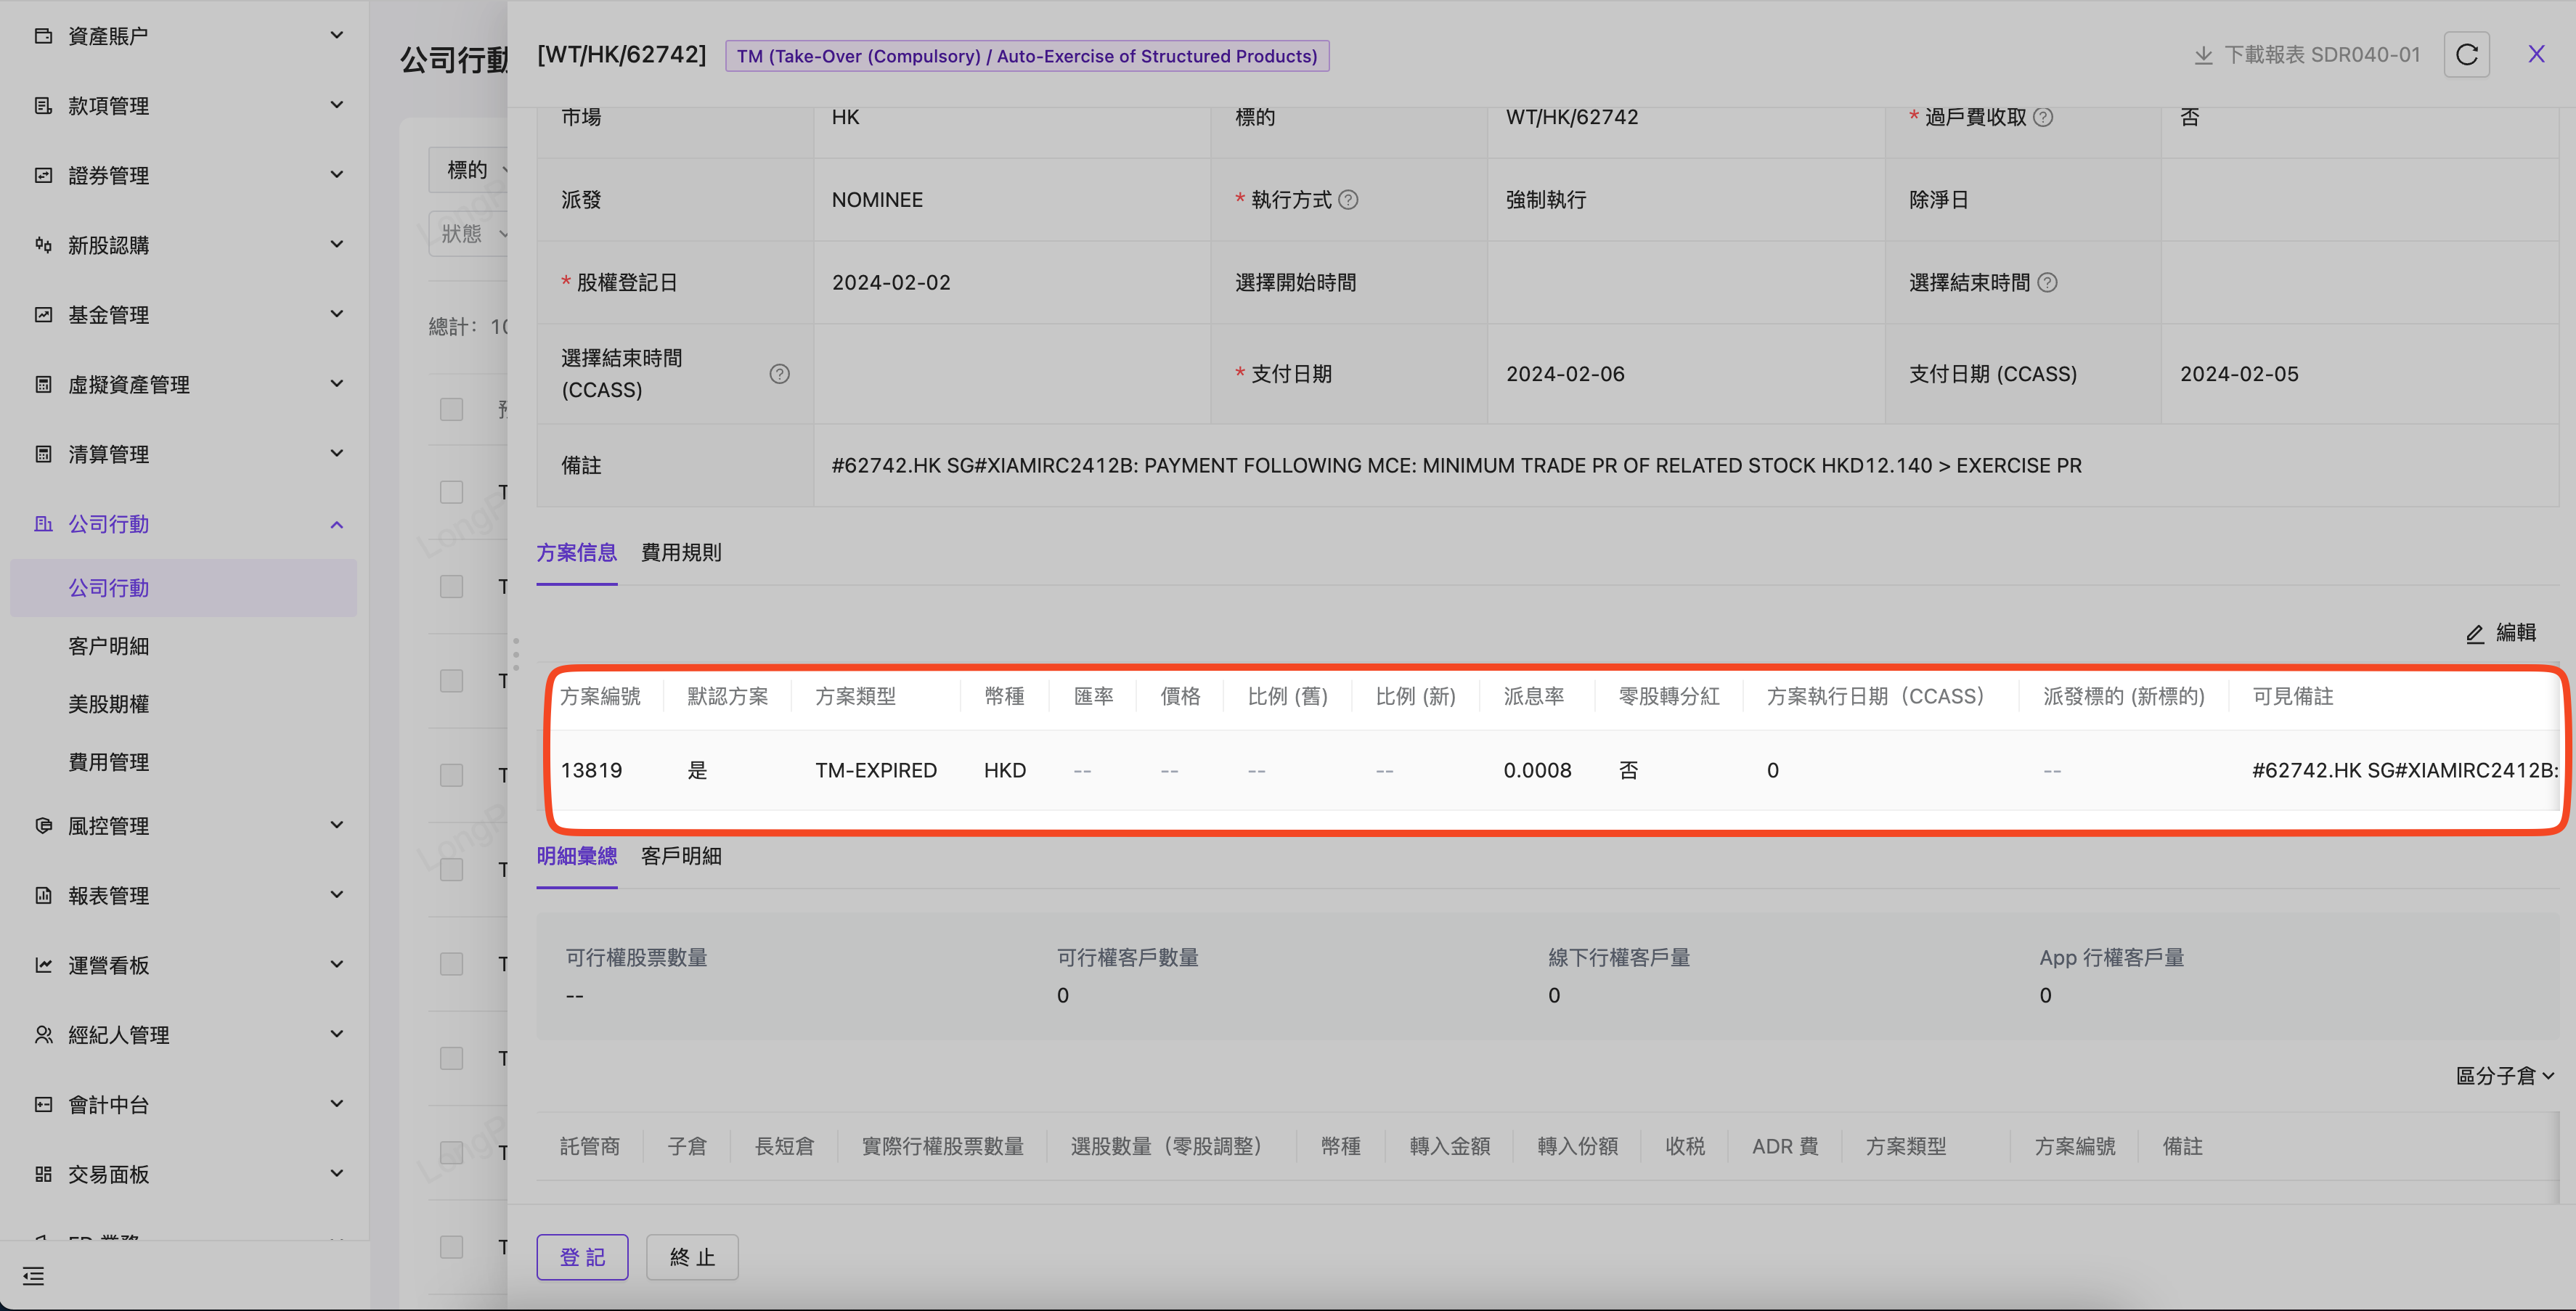 資產賬户
款項管理
證券管理
新股認購
基金管理
虛擬資產管理
清算管理
公司行動
公司行動
客户明細
美股期權
費用管理
風控管理
報表管理
運營看板
經紀人管理
會計中台
交易面板
公司行動
標的
狀態
總計： 10
[WT/HK/62742] TM (Take-Over (Compulsory) / Auto-Exercise of Structured Products) 下載報表 SDR040-01
市場 HK 標的 WT/HK/62742 * 過戶費收取 否
派發 NOMINEE * 執行方式 強制執行 除淨日
* 股權登記日 2024-02-02 選擇開始時間 選擇結束時間
選擇結束時間
(CCASS) * 支付日期 2024-02-06 支付日期 (CCASS) 2024-02-05
備註 #62742.HK SG#XIAMIRC2412B: PAYMENT FOLLOWING MCE: MINIMUM TRADE PR OF RELATED STOCK HKD12.140 > EXERCISE PR
方案信息 費用規則
編輯
方案編號 默認方案 方案類型 幣種 匯率 價格 比例 (舊) 比例 (新) 派息率 零股轉分紅 方案執行日期（CCASS） 派發標的 (新標的) 可見備註
13819 是 TM-EXPIRED HKD -- -- -- -- 0.0008 否 0 -- #62742.HK SG#XIAMIRC2412B:
明細彙總 客戶明細
可行權股票數量 可行權客戶數量 線下行權客戶量 App 行權客戶量
-- 0 0 0
區分子倉
託管商 子倉 長短倉 實際行權股票數量 選股數量（零股調整） 幣種 轉入金額 轉入份額 收税 ADR 費 方案類型 方案編號 備註
登 記 終 止